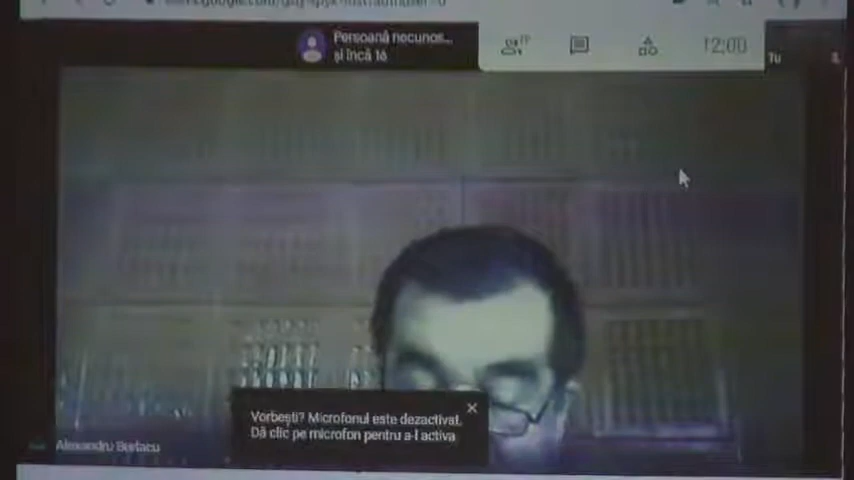 Persoană necunos...
și încă 16
12:00
Tu
Vorbești? Microfonul este dezactivat.
Dă clic pe microfon pentru a-l activa
Alexandru Burlacu